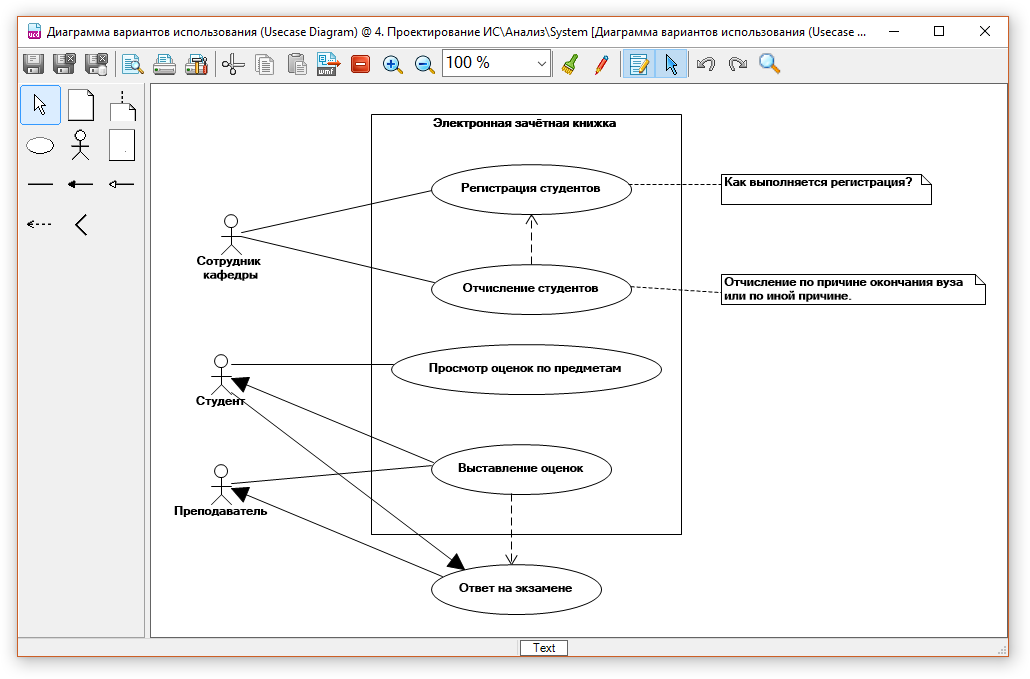 Диаграмма вариантов использования (Usecase Diagram) @ 4. Проектирование ИС\Анализ\System [Диаграмма вариантов использования (Usecase ...
ucd
wmf
100 %
Электронная зачётная книжка
Регистрация студентов
Как выполняется регистрация?
Сотрудник
кафедры
Отчисление студентов
Отчисление по причине окончания вуза
или по иной причине.
Просмотр оценок по предметам
Студент
Выставление оценок
Преподаватель
Ответ на экзамене
Text